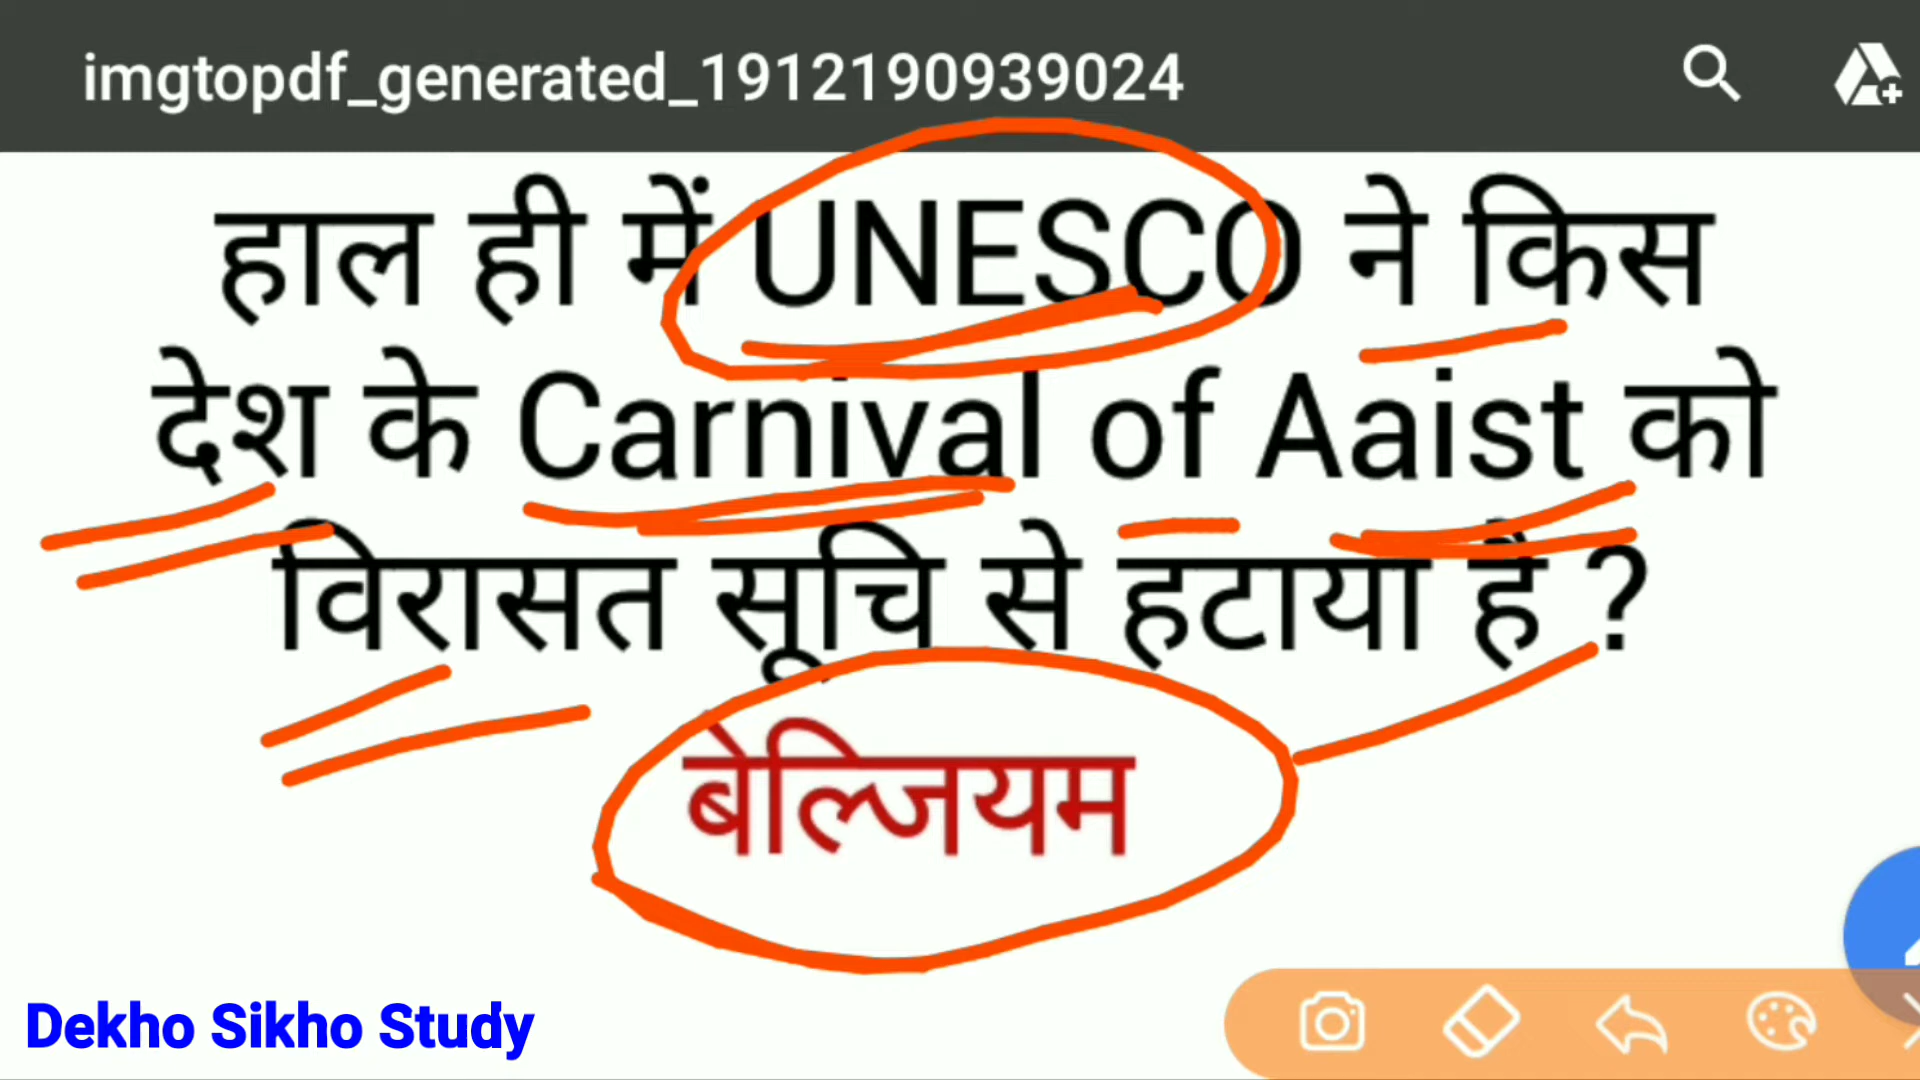 imgtopdf_generated_1912190939024
हाल ही में UNESCO ने किस
देश के Carnival of Aaist को
विरासत सूचि से हटाया है ?
बेल्जियम
Dekho Sikho Study